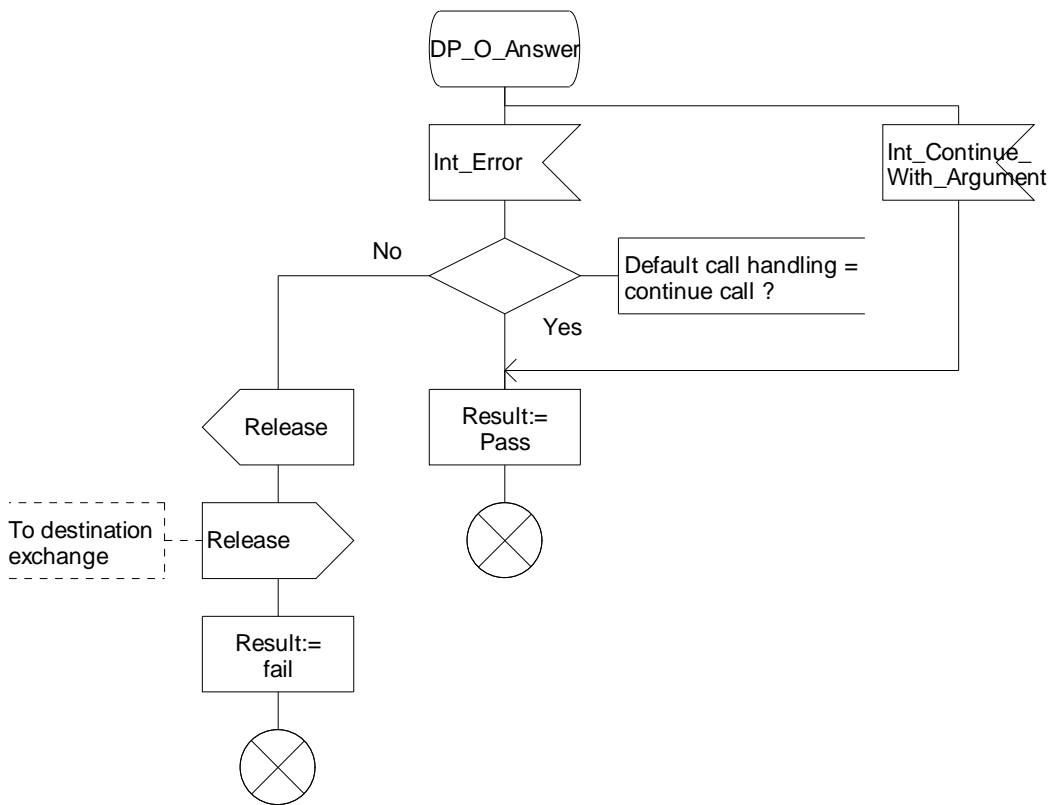 DP_O_Answer
Int_Error
Int_Continue_
With_Argument
No
Default call handling =
continue call ?
Yes
Release
Result:=
Pass
To destination
exchange
Release
Result:=
fail